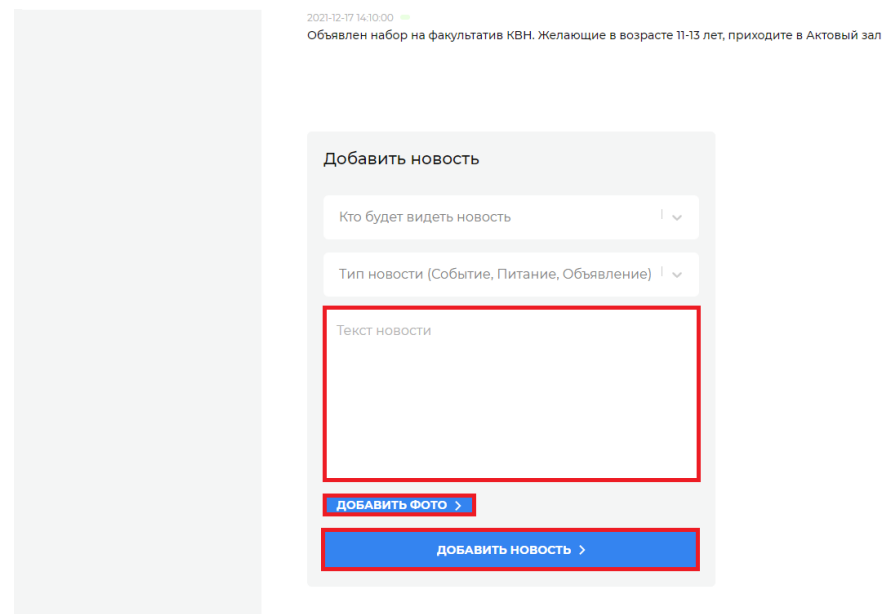 2021-12-17 14:10:00
Объявлен набор на факультатив КВН. Желающие в возрасте 11-13 лет, приходите в Актовый зал
Добавить новость
Кто будет видеть новость
Тип новости (Событие, Питание, Объявление)
Текст новости
ДОБАВИТЬ ФОТО
ДОБАВИТЬ НОВОСТЬ